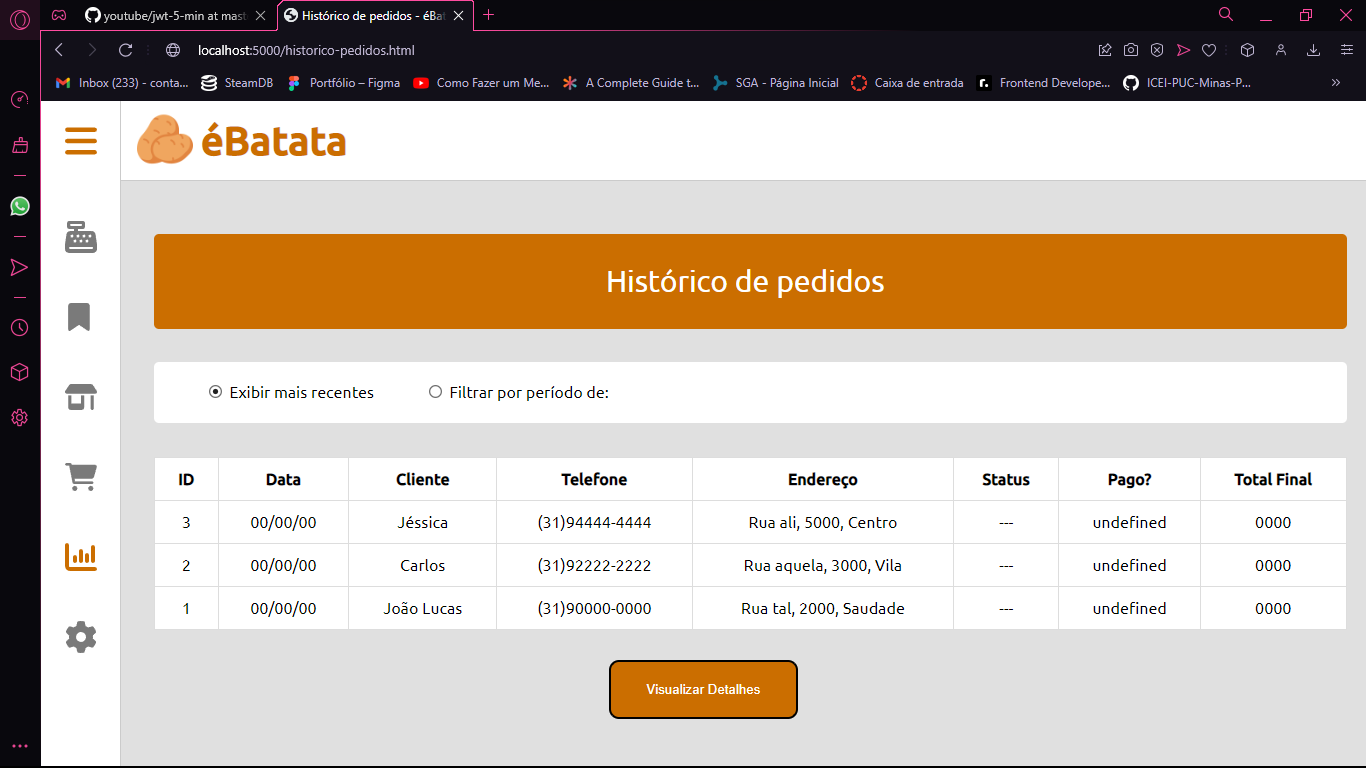 youtube/jwt-5-min at mast
Histórico de pedidos - éBat
localhost:5000/historico-pedidos.html
Inbox (233) - conta... SteamDB Portfólio – Figma Como Fazer um Me... A Complete Guide t... SGA - Página Inicial Caixa de entrada Frontend Develope... ICEI-PUC-Minas-P... »
éBatata
Histórico de pedidos
Exibir mais recentes Filtrar por período de:
ID Data Cliente Telefone Endereço Status Pago? Total Final
3 00/00/00 Jéssica (31)94444-4444 Rua ali, 5000, Centro --- undefined 0000
2 00/00/00 Carlos (31)92222-2222 Rua aquela, 3000, Vila --- undefined 0000
1 00/00/00 João Lucas (31)90000-0000 Rua tal, 2000, Saudade --- undefined 0000
Visualizar Detalhes